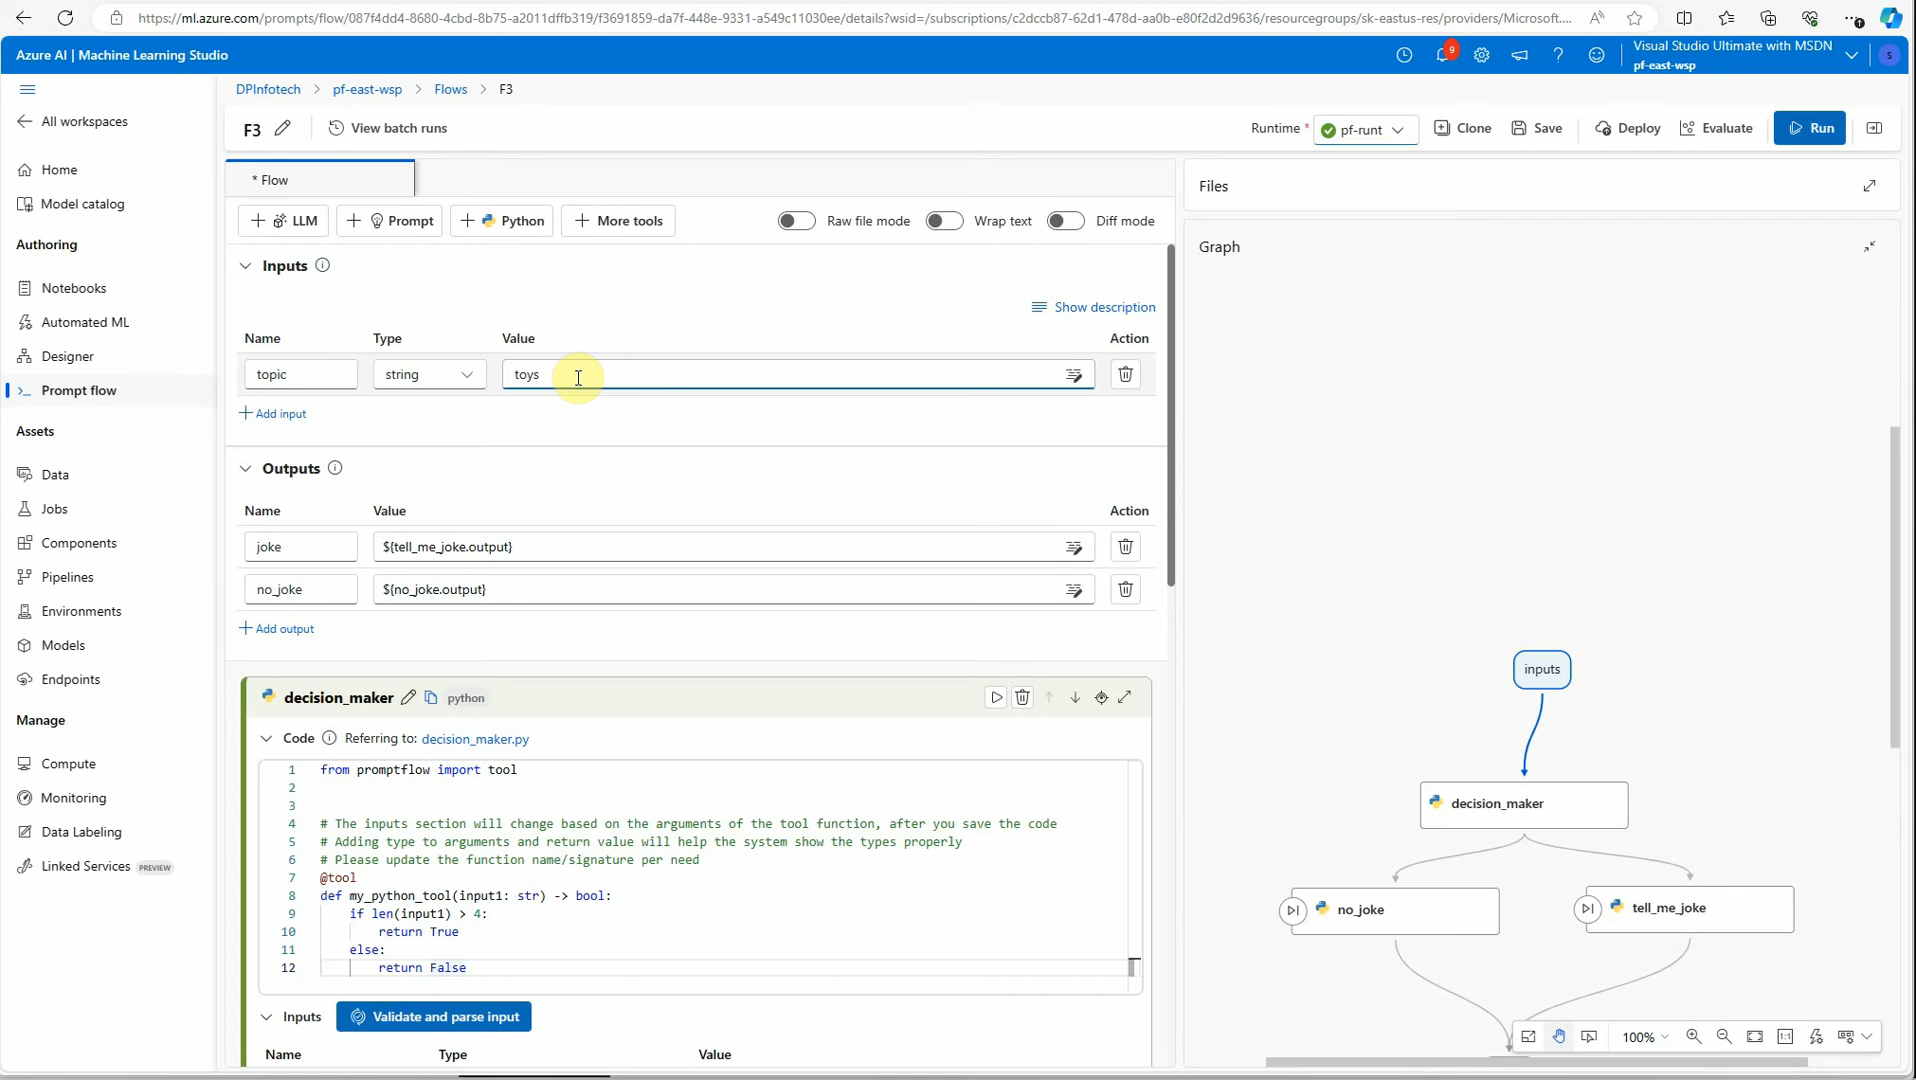 https://ml.azure.com/prompts/flow/087f4dd4-8680-4cbd-8b75-a2011dffb319/f3691859-da7f-448e-9331-a549c11030ee/details?wsid=/subscriptions/c2dccb87-62d1-478d-aa0b-e80f2d2d9636/resourcegroups/sk-eastus-res/providers/Microsoft....
Azure AI | Machine Learning Studio
9
Visual Studio Ultimate with MSDN
pf-east-wsp
S
All workspaces
Home
Model catalog
Authoring
Notebooks
Automated ML
Designer
Prompt flow
Assets
Data
Jobs
Components
Pipelines
Environments
Models
Endpoints
Manage
Compute
Monitoring
Data Labeling
Linked Services PREVIEW
DPInfotech > pf-east-wsp > Flows > F3
F3 View batch runs
Runtime * pf-runt Clone Save Deploy Evaluate Run
* Flow
+ LLM + Prompt + Python + More tools Raw file mode Wrap text Diff mode
Inputs
Show description
Name Type Value Action
topic string toys
+ Add input
Outputs
Name Value Action
joke ${tell_me_joke.output}
no_joke ${no_joke.output}
+ Add output
decision_maker python
Code Referring to: decision_maker.py
1 from promptflow import tool
2
3
4 # The inputs section will change based on the arguments of the tool function, after you save the code
5 # Adding type to arguments and return value will help the system show the types properly
6 # Please update the function name/signature per need
7 @tool
8 def my_python_tool(input1: str) -> bool:
9 if len(input1) > 4:
10 return True
11 else:
12 return False
Inputs Validate and parse input
Name Type Value
Files
Graph
inputs
decision_maker
no_joke
tell_me_joke
100% 1:1